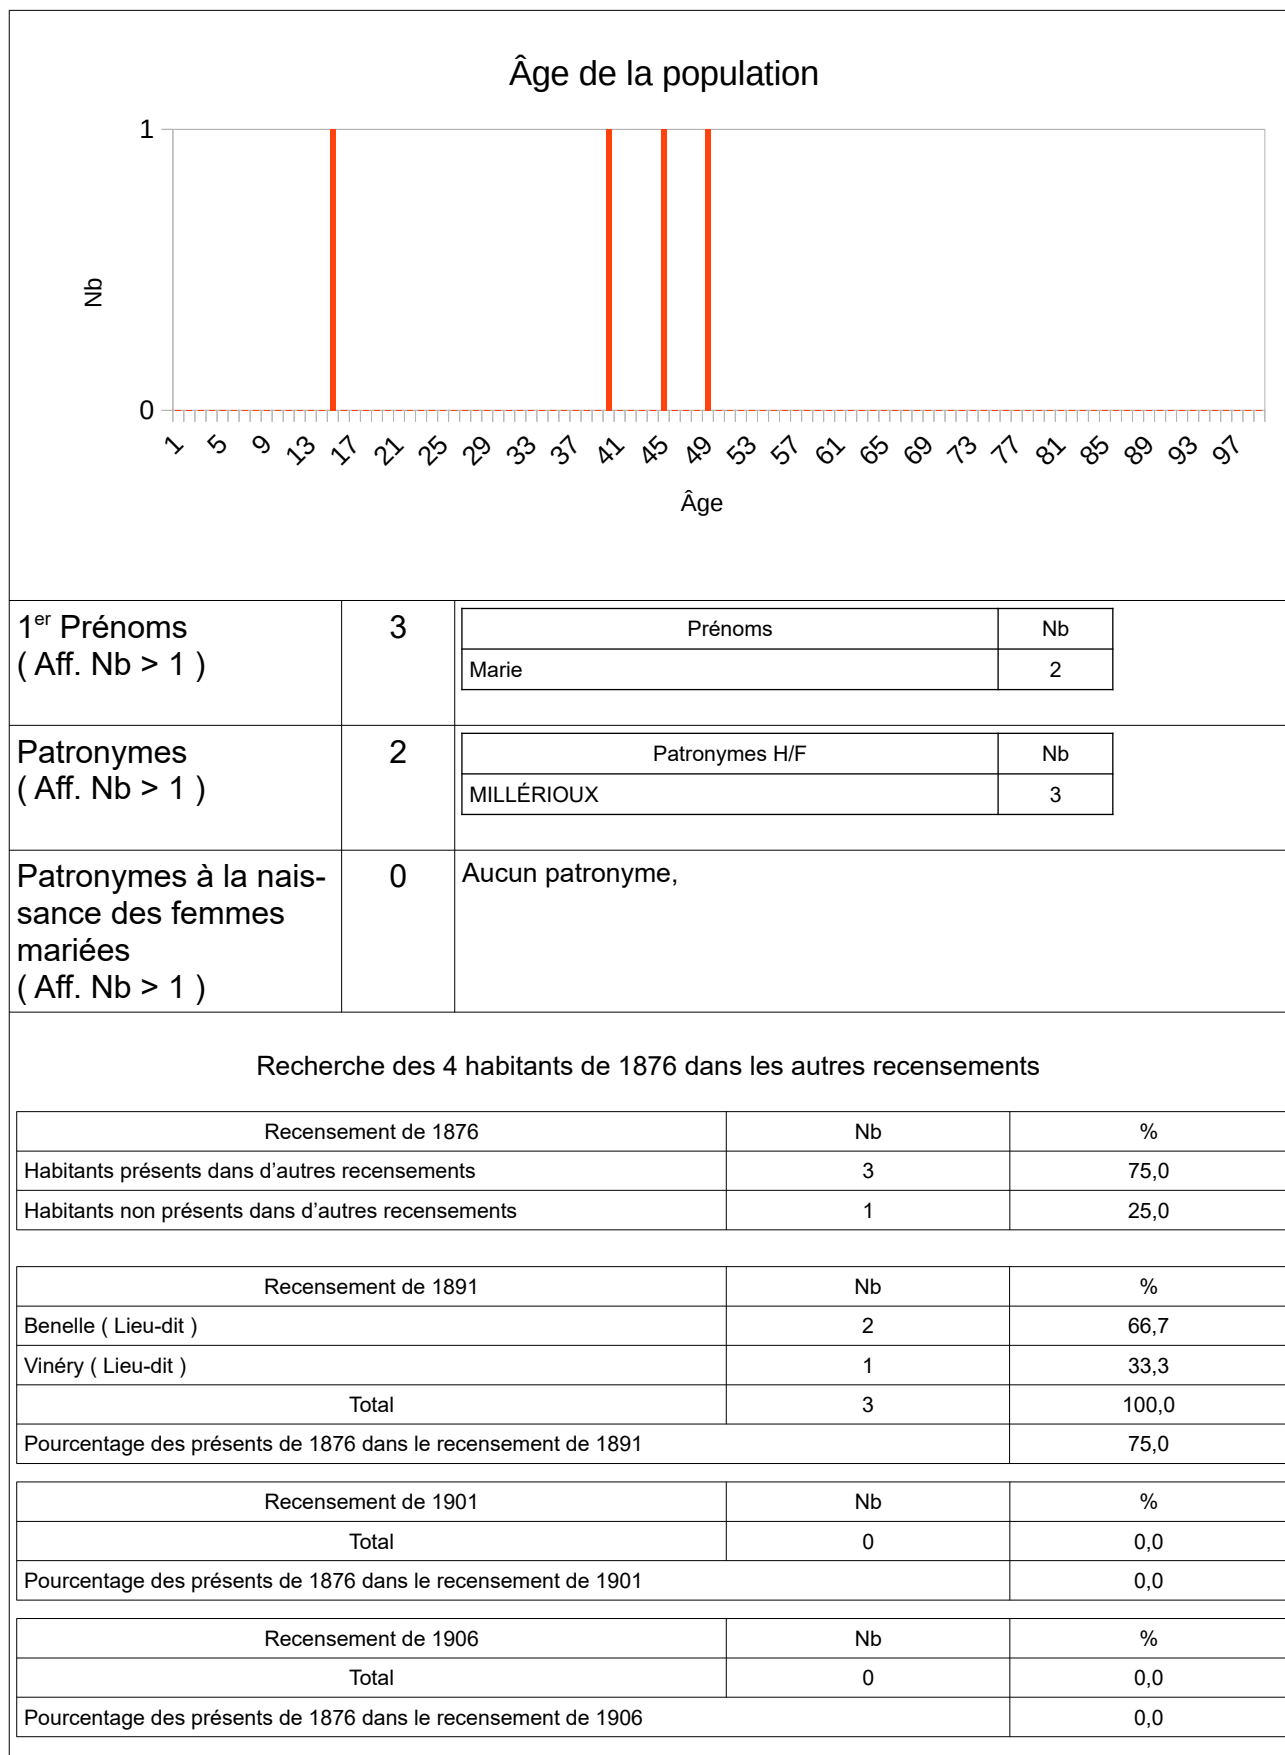 Âge de la population
1
Nb
0
1 5 9 13 17 21 25 29 33 37 41 45 49 53 57 61 65 69 73 77 81 85 89 93 97
Âge
1er Prénoms
( Aff. Nb > 1 )
3
Prénoms Nb
Marie 2
Patronymes
( Aff. Nb > 1 )
2
Patronymes H/F Nb
MILLÉRIOUX 3
Patronymes à la nais-
sance des femmes
mariées
( Aff. Nb > 1 )
0
Aucun patronyme,
Recherche des 4 habitants de 1876 dans les autres recensements
Recensement de 1876 Nb %
Habitants présents dans d’autres recensements 3 75,0
Habitants non présents dans d’autres recensements 1 25,0
Recensement de 1891 Nb %
Benelle ( Lieu-dit ) 2 66,7
Vinéry ( Lieu-dit ) 1 33,3
Total 3 100,0
Pourcentage des présents de 1876 dans le recensement de 1891 75,0
Recensement de 1901 Nb %
Total 0 0,0
Pourcentage des présents de 1876 dans le recensement de 1901 0,0
Recensement de 1906 Nb %
Total 0 0,0
Pourcentage des présents de 1876 dans le recensement de 1906 0,0